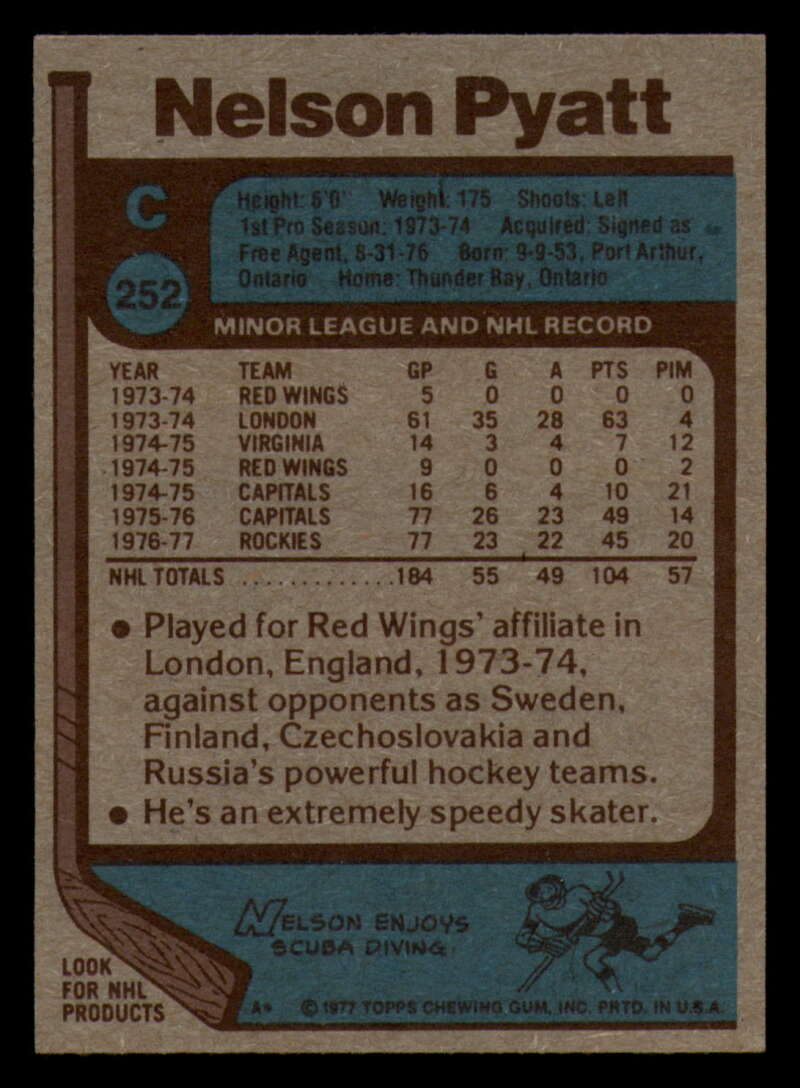 Nelson Pyatt
C
Height: 6'0" Weight: 175 Shoots: Left
1st Pro Season: 1973-74 Acquired: Signed as
Free Agent, 8-31-76 Born: 9-9-53, Port Arthur,
Ontario Home: Thunder Bay, Ontario
252
MINOR LEAGUE AND NHL RECORD
YEAR TEAM GP G A PTS PIM
1973-74 RED WINGS 5 0 0 0 0
1973-74 LONDON 61 35 28 63 4
1974-75 VIRGINIA 14 3 4 7 12
1974-75 RED WINGS 9 0 0 0 2
1974-75 CAPITALS 16 6 4 10 21
1975-76 CAPITALS 77 26 23 49 14
1976-77 ROCKIES 77 23 22 45 20
NHL TOTALS .............184 55 49 104 57
● Played for Red Wings' affiliate in
London, England, 1973-74,
against opponents as Sweden,
Finland, Czechoslovakia and
Russia's powerful hockey teams.
● He's an extremely speedy skater.
NELSON ENJOYS
SCUBA DIVING
LOOK
FOR NHL
PRODUCTS
A* © 1977 TOPPS CHEWING GUM, INC. PRTD. IN U.S.A.